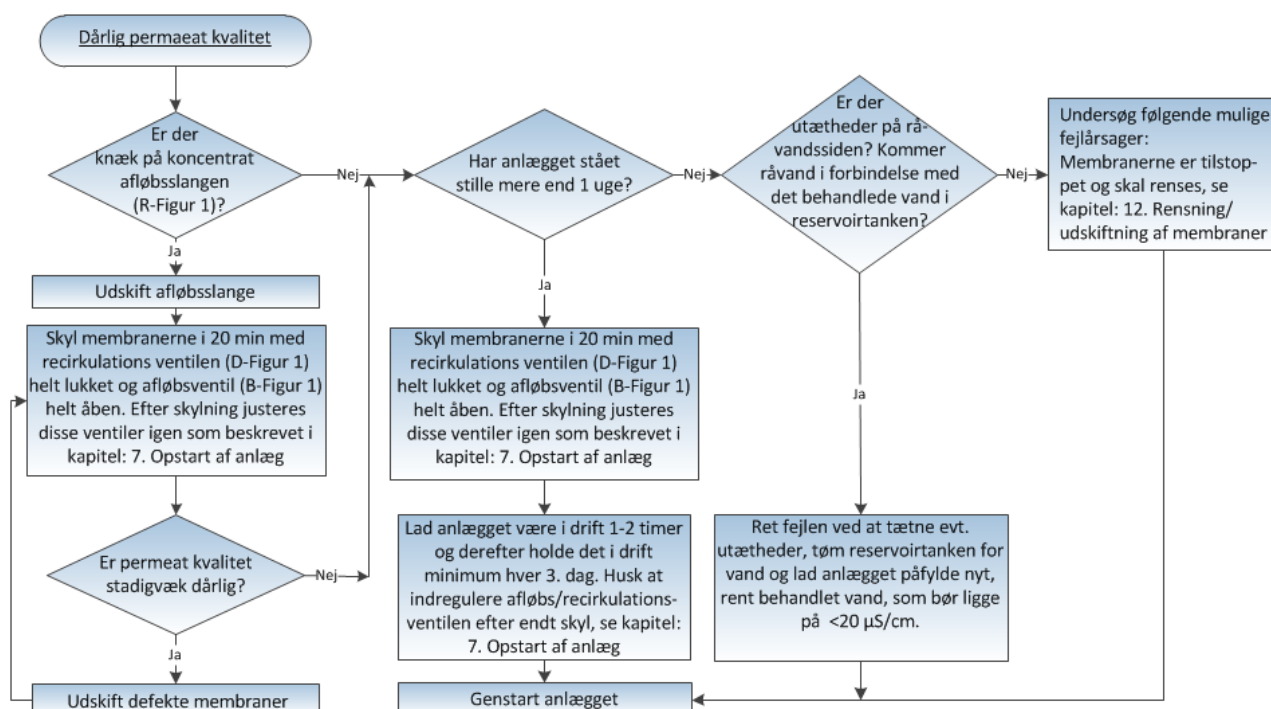 Dårlig permaeat kvalitet
Er der
knæk på koncentrat
afløbsslangen
(R-Figur 1)?
Nej
Ja
Udskift afløbsslange
Skyl membranerne i 20 min med
recirkulations ventilen (D-Figur 1)
helt lukket og afløbsventil (B-Figur 1)
helt åben. Efter skylning justeres
disse ventiler igen som beskrevet i
kapitel: 7. Opstart af anlæg
Er permeat kvalitet
stadigvæk dårlig?
Nej
Ja
Udskift defekte membraner
Har anlægget stået
stille mere end 1 uge?
Nej
Ja
Skyl membranerne i 20 min med
recirkulations ventilen (D-Figur 1)
helt lukket og afløbsventil (B-Figur 1)
helt åben. Efter skylning justeres
disse ventiler igen som beskrevet i
kapitel: 7. Opstart af anlæg
Lad anlægget være i drift 1-2 timer
og derefter holde det i drift
minimum hver 3. dag. Husk at
indregulere afløbs/recirkulations-
ventilen efter endt skyl, se kapitel:
7. Opstart af anlæg
Genstart anlægget
Er der
utætheder på rå-
vandssiden? Kommer
råvand i forbindelse med
det behandlede vand i
reservoirtanken?
Nej
Ja
Ret fejlen ved at tætne evt.
utætheder, tøm reservoirtanken for
vand og lad anlægget påfylde nyt,
rent behandlet vand, som bør ligge
på <20 µS/cm.
Undersøg følgende mulige
fejlårsager:
Membranerne er tilstop-
pet og skal renses, se
kapitel: 12. Rensning/
udskiftning af membraner